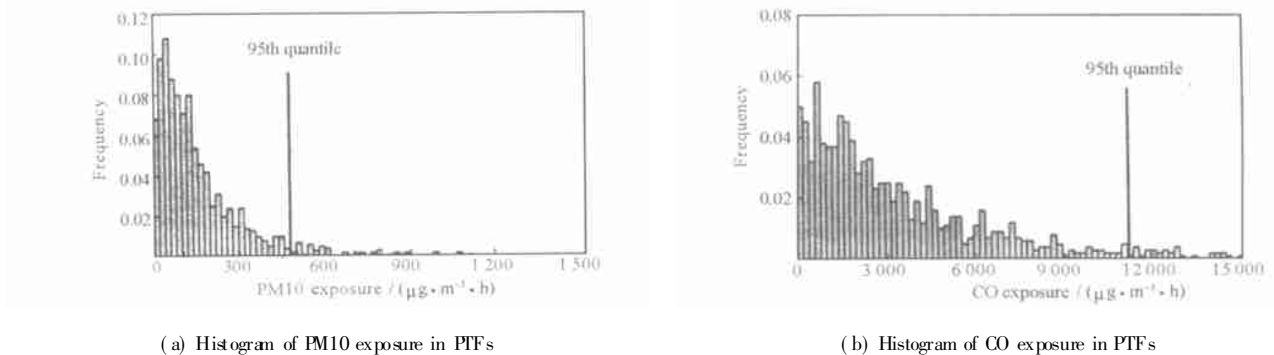 0.12
0.10
0.08
0.06
0.04
0.02
Frequency
95th quantile
0 300 600 900 1 200 1 500
PM10 exposure / (μg·m⁻³·h)
(a) Histogram of PM10 exposure in PTFs
0.08
0.06
0.04
0.02
0
Frequency
95th quantile
0 3 000 6 000 9 000 12 000 15 000
CO exposure / (μg·m⁻³·h)
(b) Histogram of CO exposure in PTFs